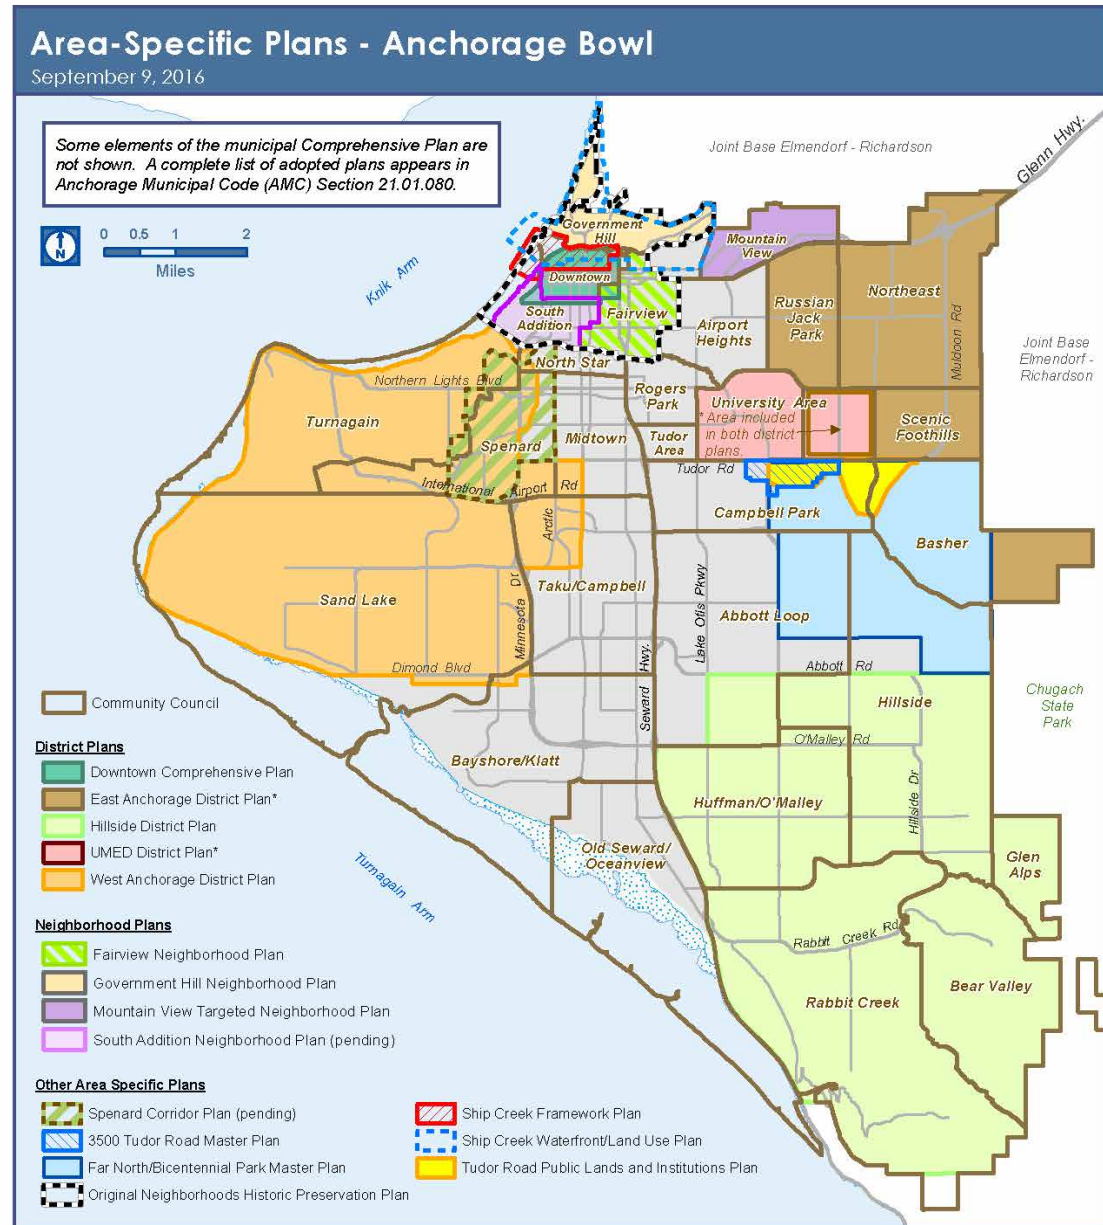 Area-Specific Plans - Anchorage Bowl
September 9, 2016
Some elements of the municipal Comprehensive Plan are
not shown. A complete list of adopted plans appears in
Anchorage Municipal Code (AMC) Section 21.01.080.
N
0 0.5 1 2
Miles
Joint Base Elmendorf - Richardson
Glenn Hwy.
Knik Arm
Government
Hill
Mountain
View
Downtown
Northeast
Russian
Jack
Park
South
Addition
Fairview
Airport
Heights
Muldoon Rd
Joint Base
Elmendorf -
Richardson
North Star
Northern Lights Blvd
Rogers
Park
University Area
* Area included
in both district
plans.
Scenic
Foothills
Turnagain
Spenard
Midtown
Tudor
Area
Tudor Rd
International Airport Rd
Arctic
Campbell Park
Basher
Sand Lake
Minnesota Dr
Taku/Campbell
Seward Hwy.
Lake Otis Pkwy
Abbott Loop
Dimond Blvd
Abbott Rd
Hillside
Chugach
State
Park
O'Malley Rd
Bayshore/Klatt
Huffman/O'Malley
Hillside Dr
Old Seward/
Oceanview
Glen
Alps
Turnagain Arm
Rabbit Creek Rd
Rabbit Creek
Bear Valley
Community Council
District Plans
Downtown Comprehensive Plan
East Anchorage District Plan*
Hillside District Plan
UMED District Plan*
West Anchorage District Plan
Neighborhood Plans
Fairview Neighborhood Plan
Government Hill Neighborhood Plan
Mountain View Targeted Neighborhood Plan
South Addition Neighborhood Plan (pending)
Other Area Specific Plans
Spenard Corridor Plan (pending)
3500 Tudor Road Master Plan
Far North/Bicentennial Park Master Plan
Original Neighborhoods Historic Preservation Plan
Ship Creek Framework Plan
Ship Creek Waterfront/Land Use Plan
Tudor Road Public Lands and Institutions Plan